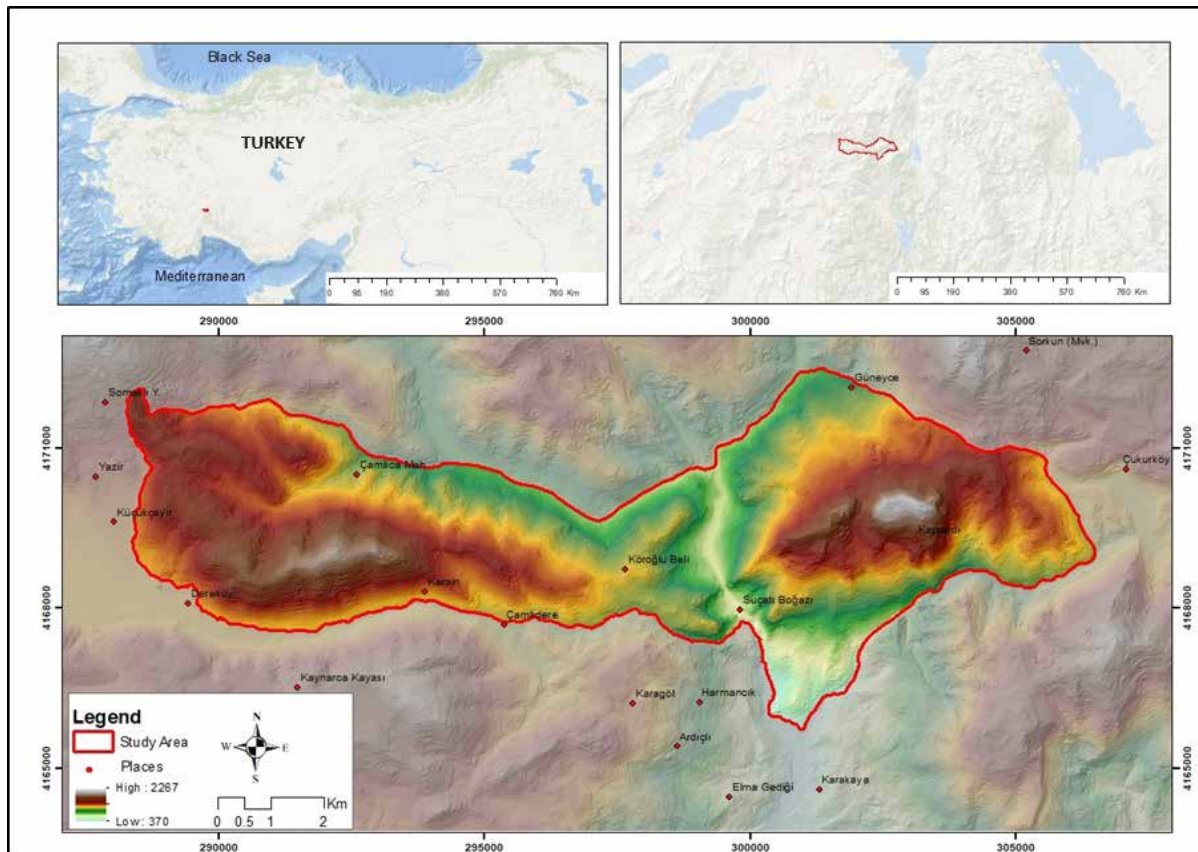 Black Sea
TURKEY
Mediterranean
0 95 190 380 570 760 Km
0 95 190 380 570 760 Km
290000 295000 300000 305000
Sorkun (Mvk.)
Güneyce
Somaklı Y.
4171000 4171000
Çamlıca Mah.
Yazır
Çukurköy
Küçükçayır
Kapıardı
Köroğlu Beli
Karain
4168000 4168000
Dereköy
Suçatı Boğazı
Çamlıdere
Kaynarca Kayası
Karagöl
Harmancık
Ardıçlı
4165000 4165000
Elma Gediği
Karakaya
Legend
Study Area
Places
High : 2267
Low: 370
N
W E
S
0 0.5 1 2 Km
290000 295000 300000 305000